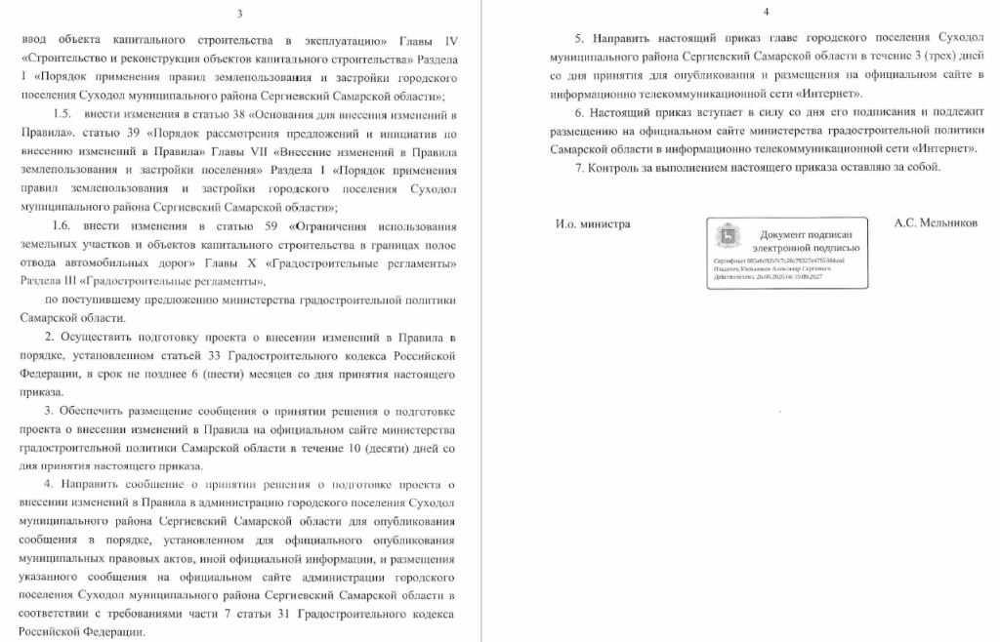 3
ввод объекта капитального строительства в эксплуатацию» Главы IV
«Строительство и реконструкция объектов капитального строительства» Раздела
I «Порядок применения правил землепользования и застройки городского
поселения Суходол муниципального района Сергиевский Самарской области»;
1.5. внести изменения в статью 38 «Основания для внесения изменений в
Правила». статью 39 «Порядок рассмотрения предложений и инициатив по
внесению изменений в Правила» Главы VII «Внесение изменений в Правила
землепользования и застройки поселения» Раздела I «Порядок применения
правил землепользования и застройки городского поселения Суходол
муниципального района Сергиевский Самарской области»;
1.6. внести изменения в статью 59 «Ограничения использования
земельных участков и объектов капитального строительства в границах полос
отвода автомобильных дорог» Главы X «Градостроительные регламенты»
Раздела III «Градостроительные регламенты»,
по поступившему предложению министерства градостроительной политики
Самарской области.
2. Осуществить подготовку проекта о внесении изменений в Правила в
порядке, установленном статьей 33 Градостроительного кодекса Российской
Федерации, в срок не позднее 6 (шести) месяцев со дня принятия настоящего
приказа.
3. Обеспечить размещение сообщения о принятии решения о подготовке
проекта о внесении изменений в Правила на официальном сайте министерства
градостроительной политики Самарской области в течение 10 (десяти) дней со
дня принятия настоящего приказа.
4. Направить сообщение о принятии решения о подготовке проекта о
внесении изменений в Правила в администрацию городского поселения Суходол
муниципального района Сергиевский Самарской области для опубликования
сообщения в порядке, установленном для официального опубликования
муниципальных правовых актов, иной официальной информации, и размещения
указанного сообщения на официальном сайте администрации городского
поселения Суходол муниципального района Сергиевский Самарской области в
соответствии с требованиями части 7 статьи 31 Градостроительного кодекса
Российской Федерации.
4
5. Направить настоящий приказ главе городского поселения Суходол
муниципального района Сергиевский Самарской области в течение 3 (трех) дней
со дня принятия для опубликования и размещения на официальном сайте в
информационно телекоммуникационной сети «Интернет».
6. Настоящий приказ вступает в силу со дня его подписания и подлежит
размещению на официальном сайте министерства градостроительной политики
Самарской области в информационно телекоммуникационной сети «Интернет».
7. Контроль за выполнением настоящего приказа оставляю за собой.
И.о. министра
Документ подписан
электронной подписью
Сертификат
Владелец Мельников Александр Сергеевич
Действителен с 26.06.2026 по 19.09.2027
А.С. Мельников